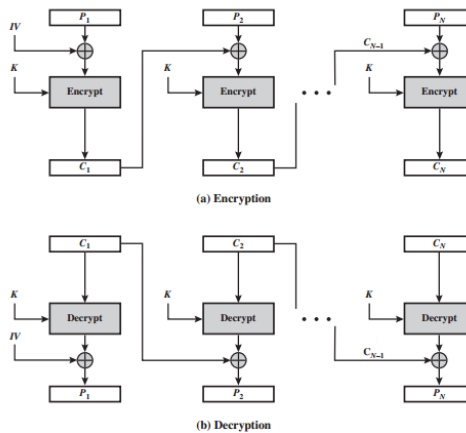 P1 P2 PN
IV CN–1
K K K
Encrypt Encrypt Encrypt
C1 C2 CN
(a) Encryption
C1 C2 CN
K K K
Decrypt Decrypt Decrypt
IV CN–1
P1 P2 PN
(b) Decryption